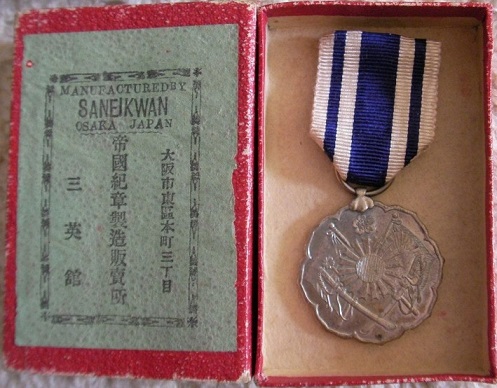 MANUFACTURED BY
SANEIKWAN
OSAKA JAPAN
大阪市東區本町三丁目
帝國紀章製造販賣所
三英館